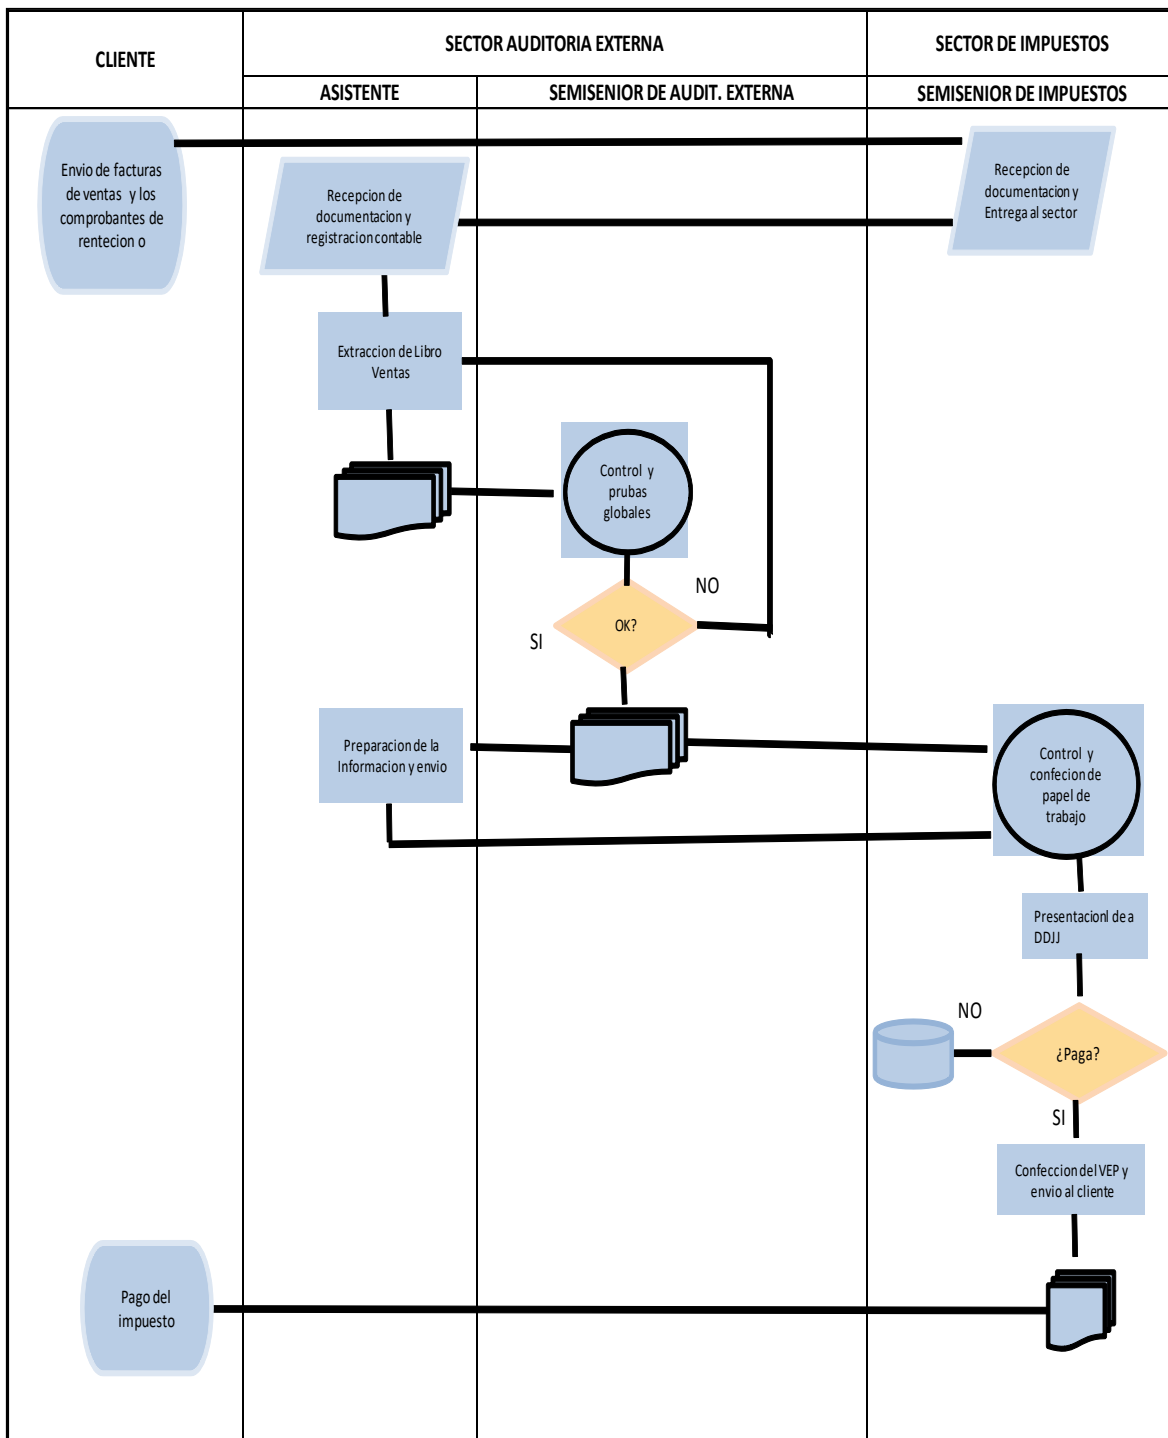 CLIENTE
SECTOR AUDITORIA EXTERNA
SECTOR DE IMPUESTOS
ASISTENTE
SEMISENIOR DE AUDIT. EXTERNA
SEMISENIOR DE IMPUESTOS
Envio de facturas
de ventas y los
comprobantes de
rentecion o
Recepcion de
documentacion y
registracion contable
Recepcion de
documentacion y
Entrega al sector
Extraccion de Libro
Ventas
Control y
prubas
globales
NO
OK?
SI
Preparacion de la
Informacion y envio
Control y
confecion de
papel de
trabajo
Presentacionl de a
DDJJ
NO
¿Paga?
SI
Confeccion del VEP y
envio al cliente
Pago del
impuesto